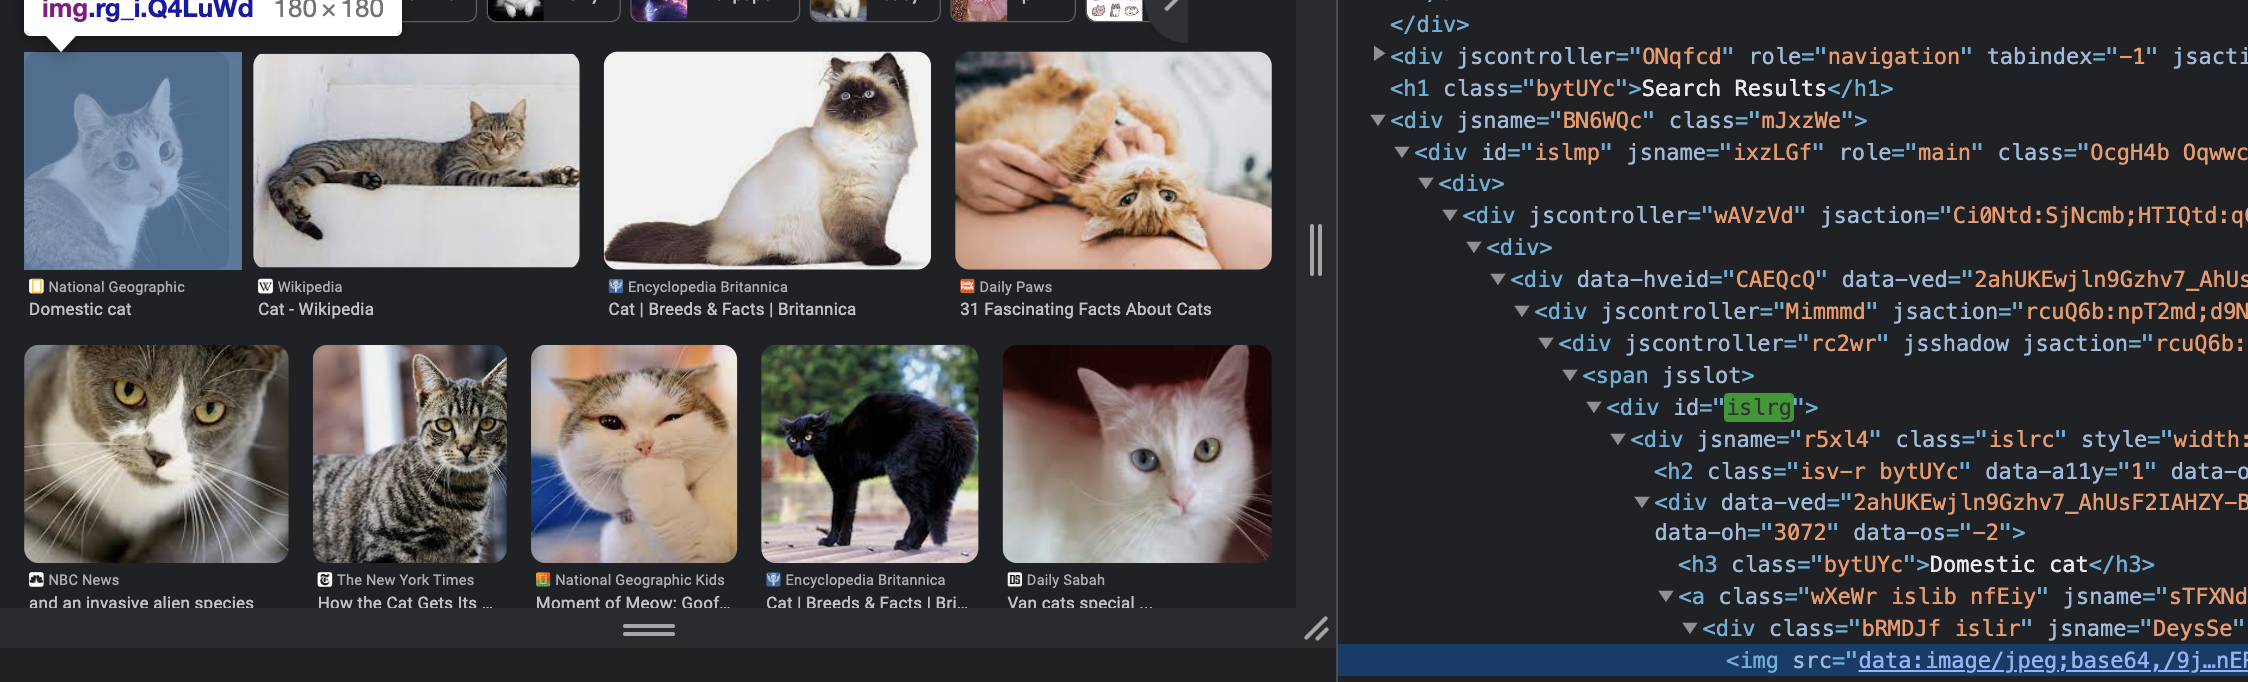 img.rg_i.Q4LuWd 180 × 180
National Geographic
Domestic cat
Wikipedia
Cat - Wikipedia
Encyclopedia Britannica
Cat | Breeds & Facts | Britannica
Daily Paws
31 Fascinating Facts About Cats
NBC News
and an invasive alien species
The New York Times
How the Cat Gets Its ...
National Geographic Kids
Moment of Meow: Goof...
Encyclopedia Britannica
Cat | Breeds & Facts | Bri...
Daily Sabah
Van cats special ...
</div>
<div jscontroller="ONqfcd" role="navigation" tabindex="-1" jsacti
<h1 class="bytUYc">Search Results</h1>
<div jsname="BN6WQc" class="mJxzWe">
<div id="islmp" jsname="ixzLGf" role="main" class="OcgH4b Oqwwc
<div>
<div jscontroller="wAVzVd" jsaction="Ci0Ntd:SjNcmb;HTIQtd:q
<div>
<div data-hveid="CAEQcQ" data-ved="2ahUKEwjln9Gzhv7_AhUs
<div jscontroller="Mimmmd" jsaction="rcuQ6b:npT2md;d9N
<div jscontroller="rc2wr" jsshadow jsaction="rcuQ6b:
<span jsslot>
<div id="islrg">
<div jsname="r5xl4" class="islrc" style="width:
<h2 class="isv-r bytUYc" data-a11y="1" data-o
<div data-ved="2ahUKEwjln9Gzhv7_AhUsF2IAHZY-B
data-oh="3072" data-os="-2">
<h3 class="bytUYc">Domestic cat</h3>
<a class="wXeWr islib nfEiy" jsname="sTFXNd
<div class="bRMDJf islir" jsname="DeysSe"
<img src="data:image/jpeg;base64,/9j…nEF